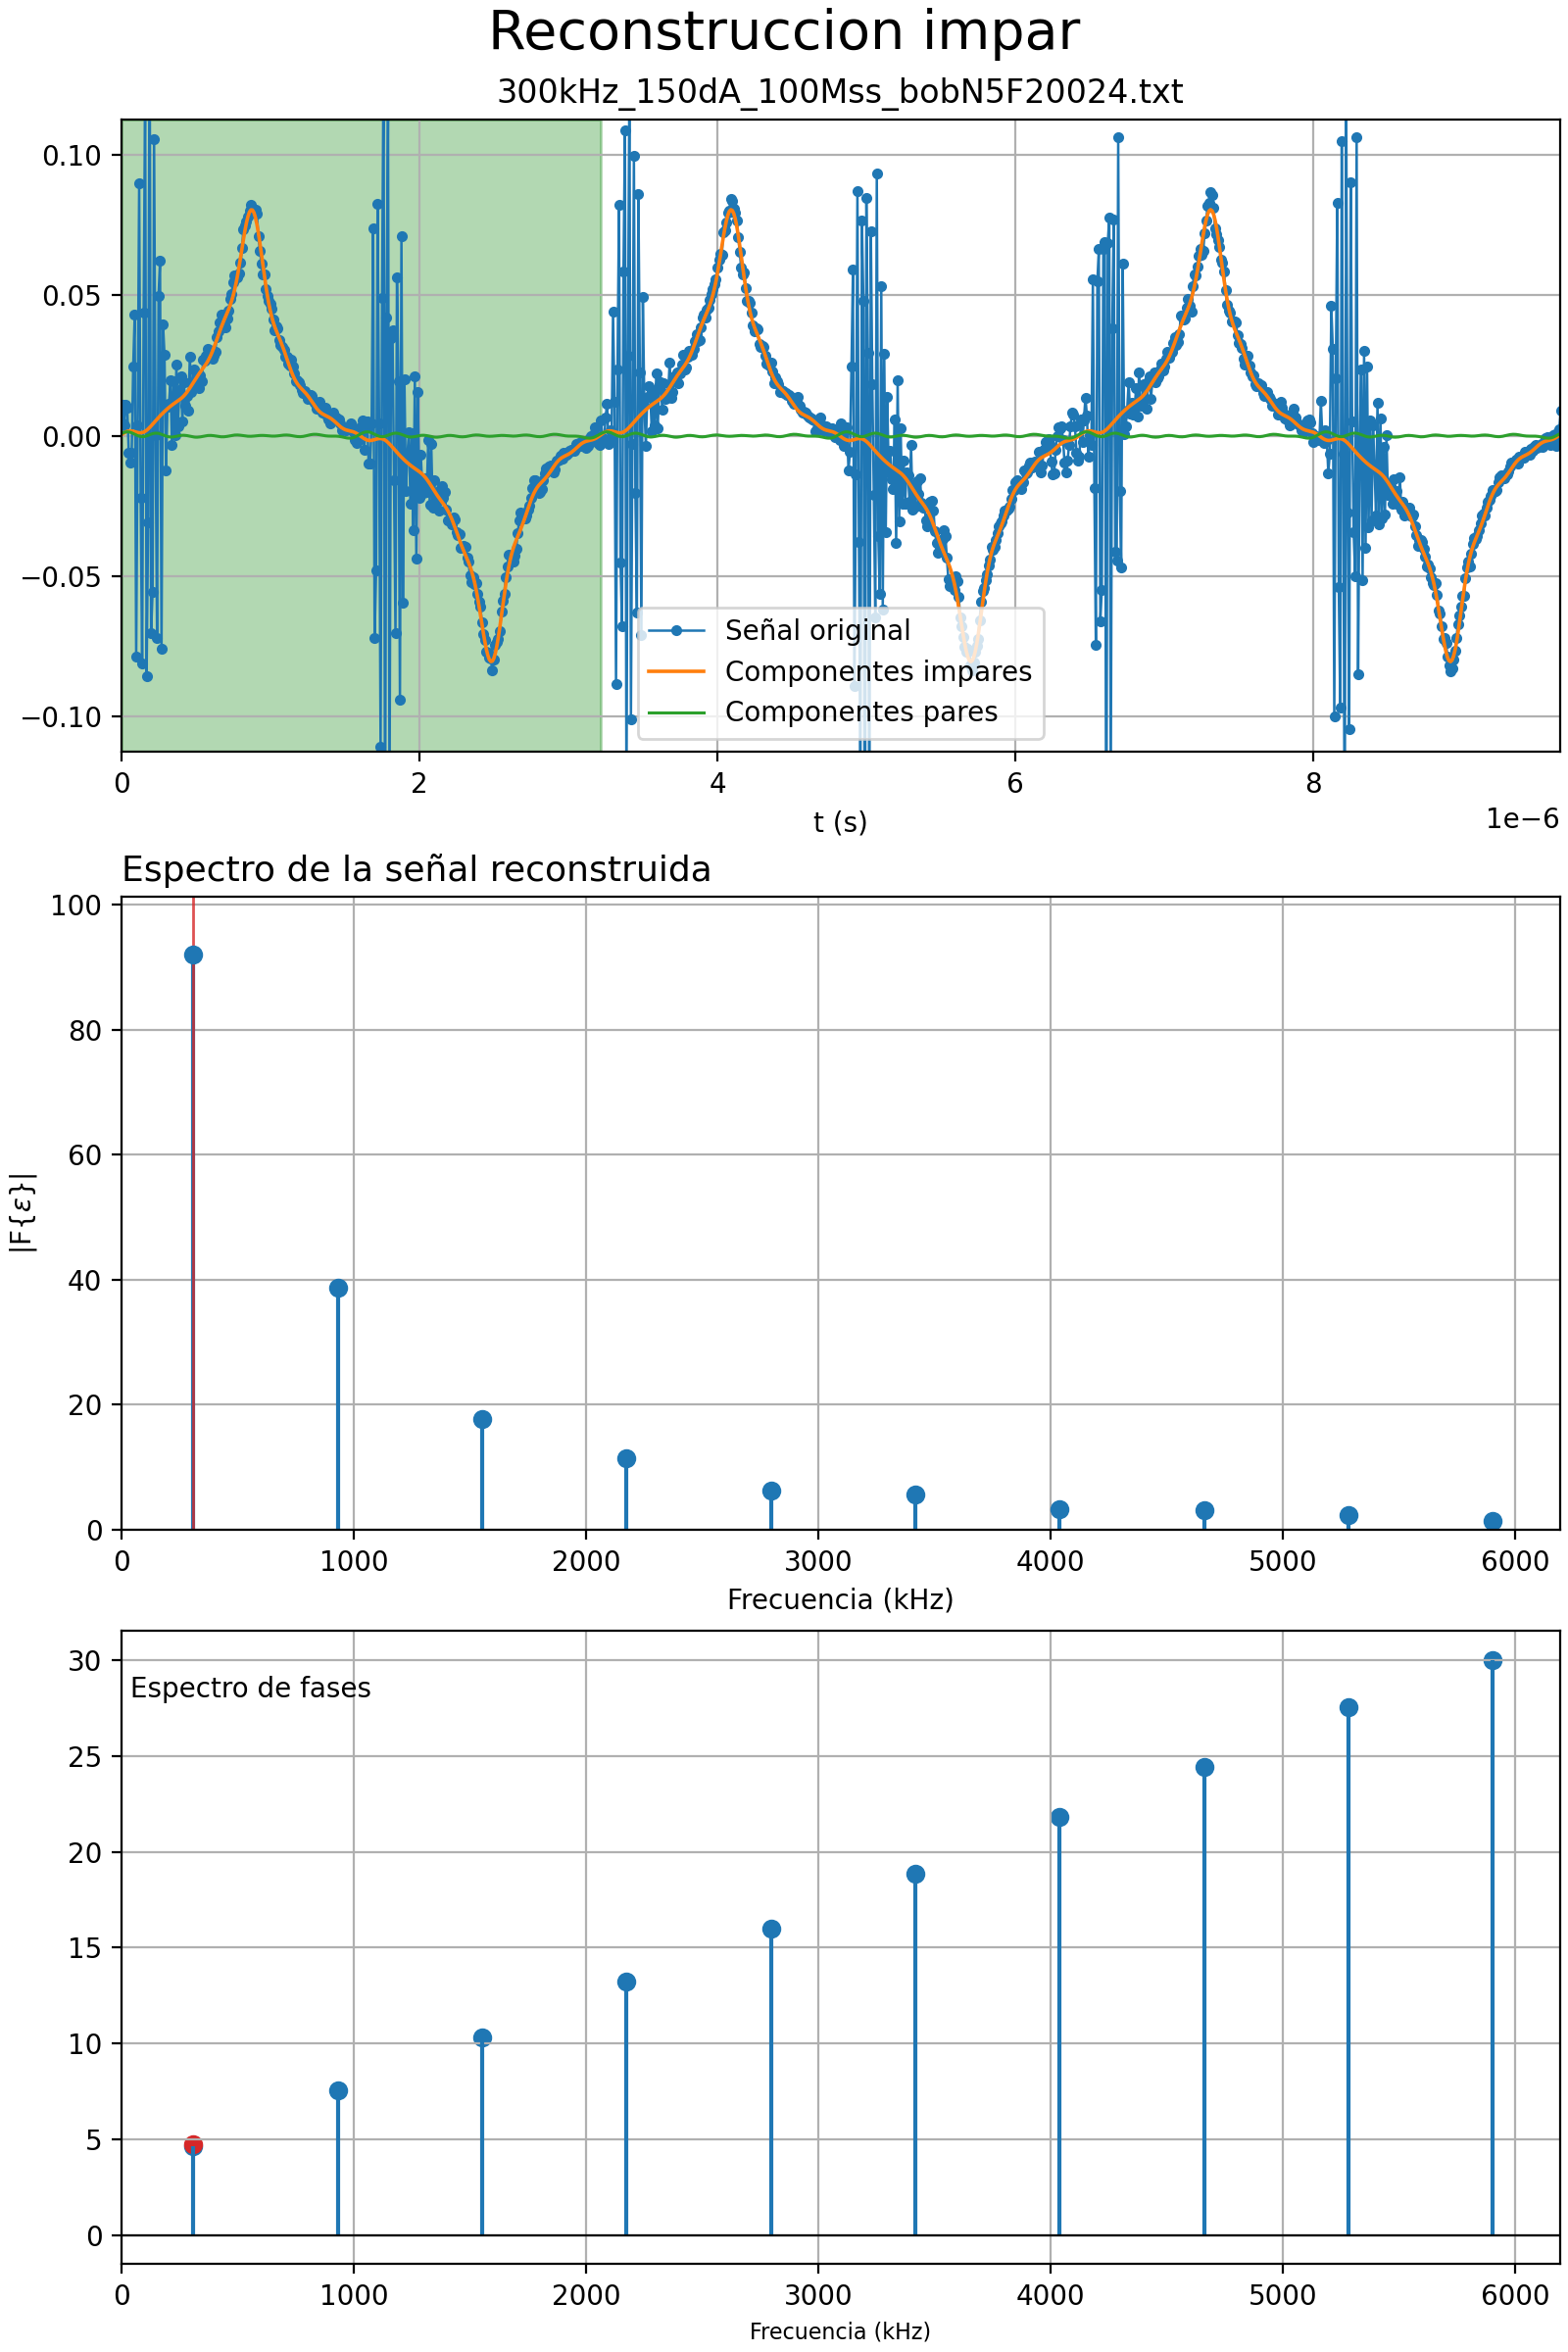 Reconstruccion impar
300kHz_150dA_100Mss_bobN5F20024.txt
0.10
0.05
0.00
−0.05
−0.10
Señal original
Componentes impares
Componentes pares
0 2 4 6 8
1e−6
t (s)
Espectro de la señal reconstruida
100
80
60
40
20
0
|F{ε}|
0 1000 2000 3000 4000 5000 6000
Frecuencia (kHz)
30
25
20
15
10
5
0
Espectro de fases
0 1000 2000 3000 4000 5000 6000
Frecuencia (kHz)